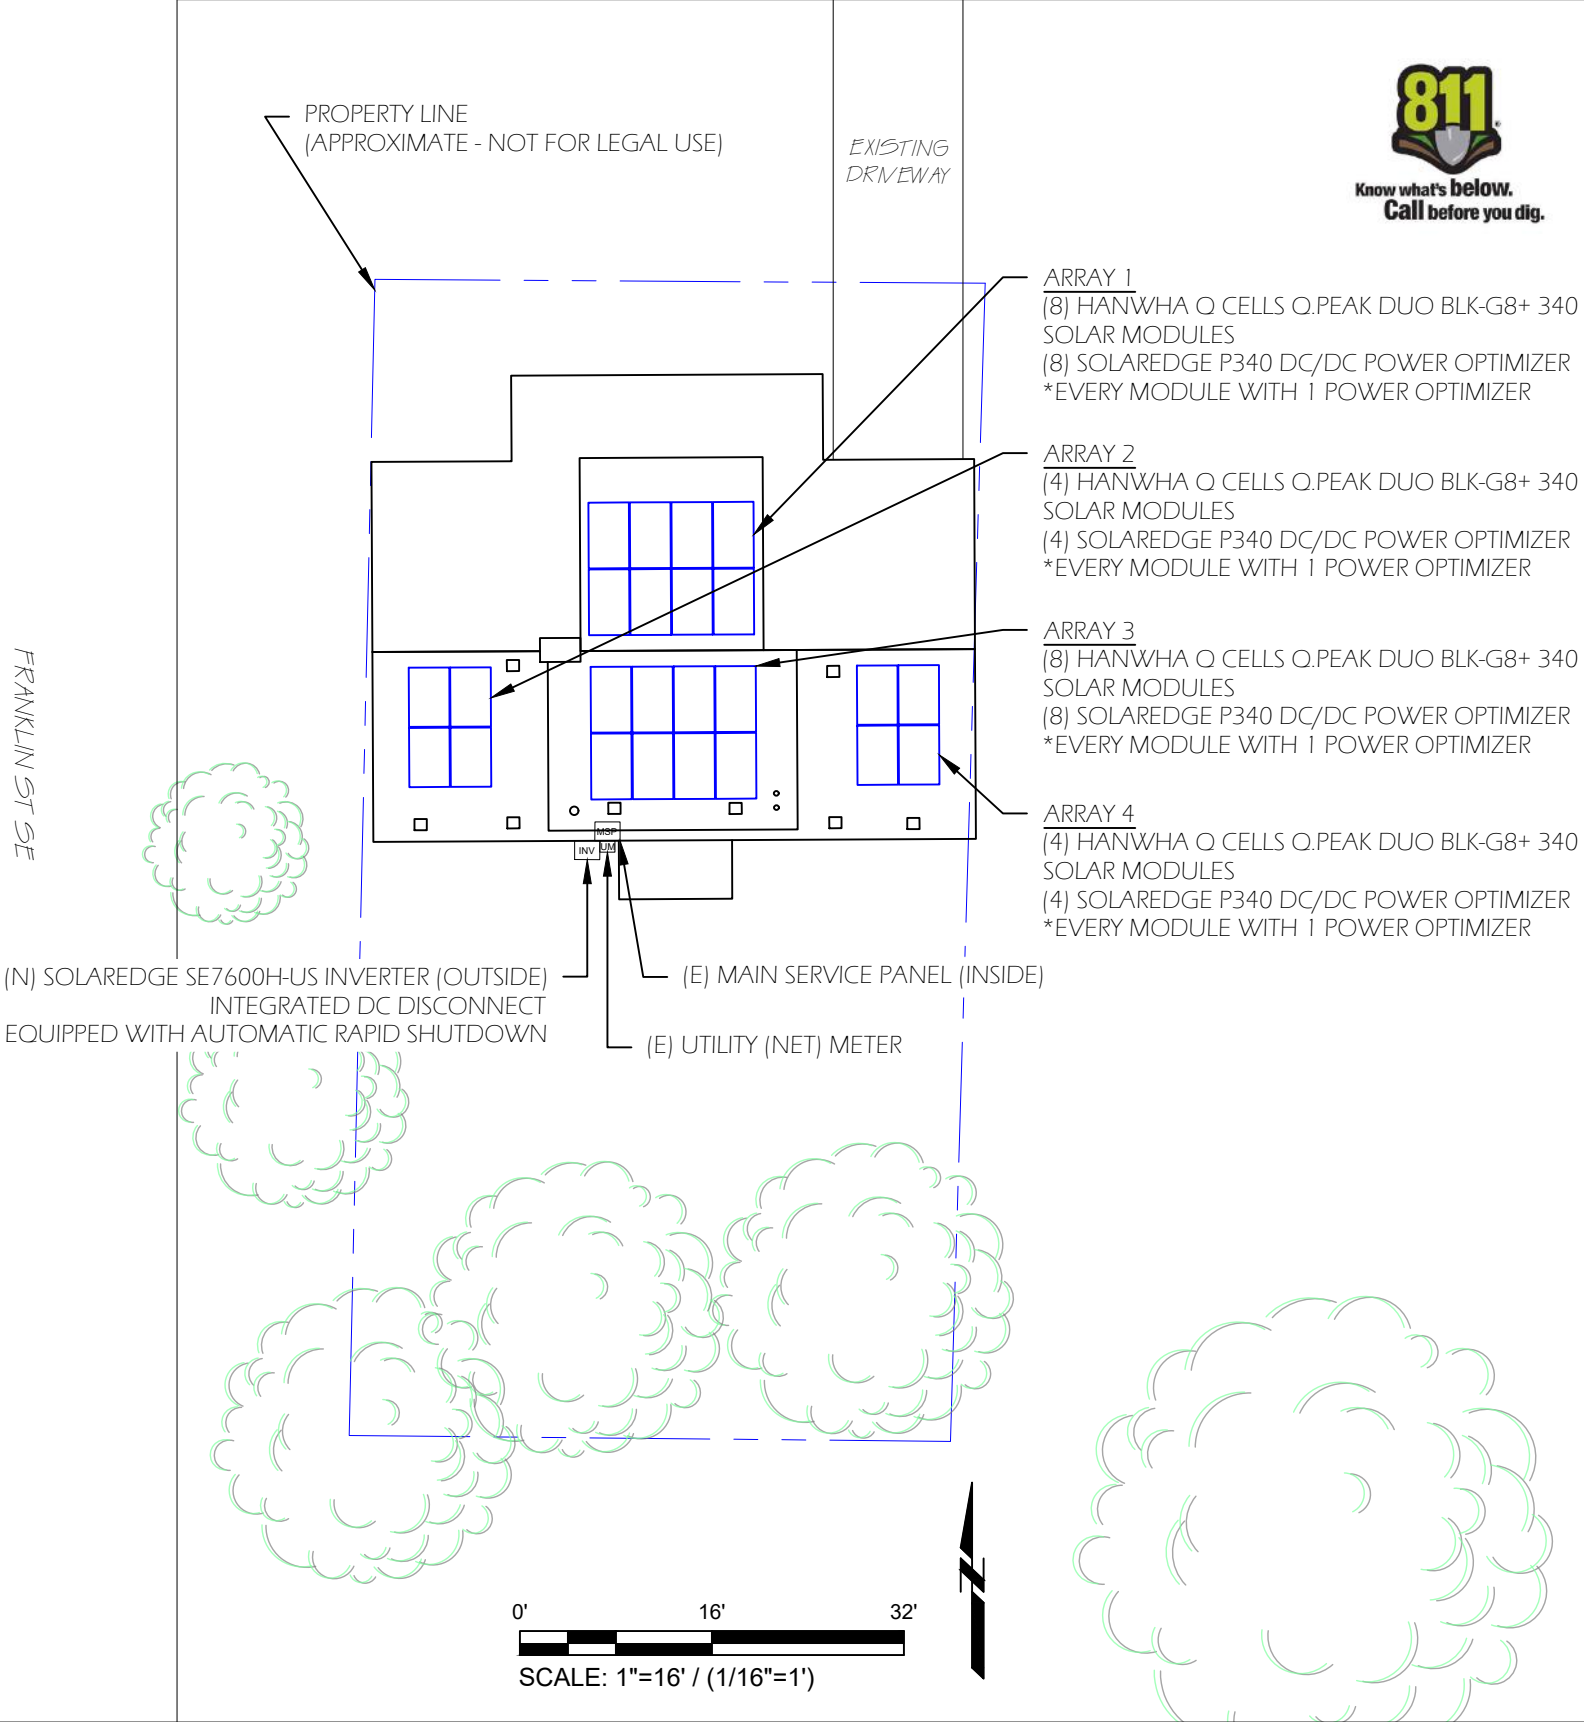 811
Know what's below.
Call before you dig.
PROPERTY LINE
(APPROXIMATE - NOT FOR LEGAL USE)
EXISTING
DRIVEWAY
ARRAY 1
(8) HANWHA Q CELLS Q.PEAK DUO BLK-G8+ 340
SOLAR MODULES
(8) SOLAREDGE P340 DC/DC POWER OPTIMIZER
*EVERY MODULE WITH 1 POWER OPTIMIZER
ARRAY 2
(4) HANWHA Q CELLS Q.PEAK DUO BLK-G8+ 340
SOLAR MODULES
(4) SOLAREDGE P340 DC/DC POWER OPTIMIZER
*EVERY MODULE WITH 1 POWER OPTIMIZER
ARRAY 3
(8) HANWHA Q CELLS Q.PEAK DUO BLK-G8+ 340
SOLAR MODULES
(8) SOLAREDGE P340 DC/DC POWER OPTIMIZER
*EVERY MODULE WITH 1 POWER OPTIMIZER
ARRAY 4
(4) HANWHA Q CELLS Q.PEAK DUO BLK-G8+ 340
SOLAR MODULES
(4) SOLAREDGE P340 DC/DC POWER OPTIMIZER
*EVERY MODULE WITH 1 POWER OPTIMIZER
FRANKLIN ST SE
MSP
INV
UM
(N) SOLAREDGE SE7600H-US INVERTER (OUTSIDE)
INTEGRATED DC DISCONNECT
EQUIPPED WITH AUTOMATIC RAPID SHUTDOWN
(E) MAIN SERVICE PANEL (INSIDE)
(E) UTILITY (NET) METER
N
0' 16' 32'
SCALE: 1"=16' / (1/16"=1')